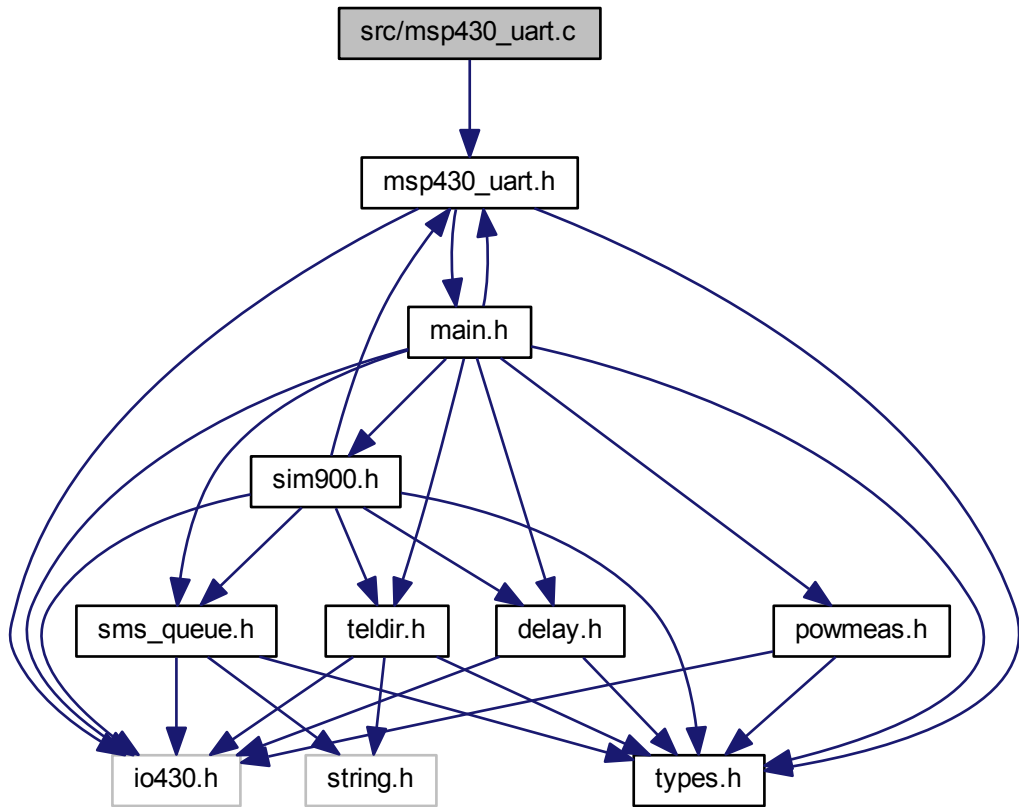 src/msp430_uart.c
msp430_uart.h
main.h
sim900.h
sms_queue.h
teldir.h
delay.h
powmeas.h
io430.h
string.h
types.h